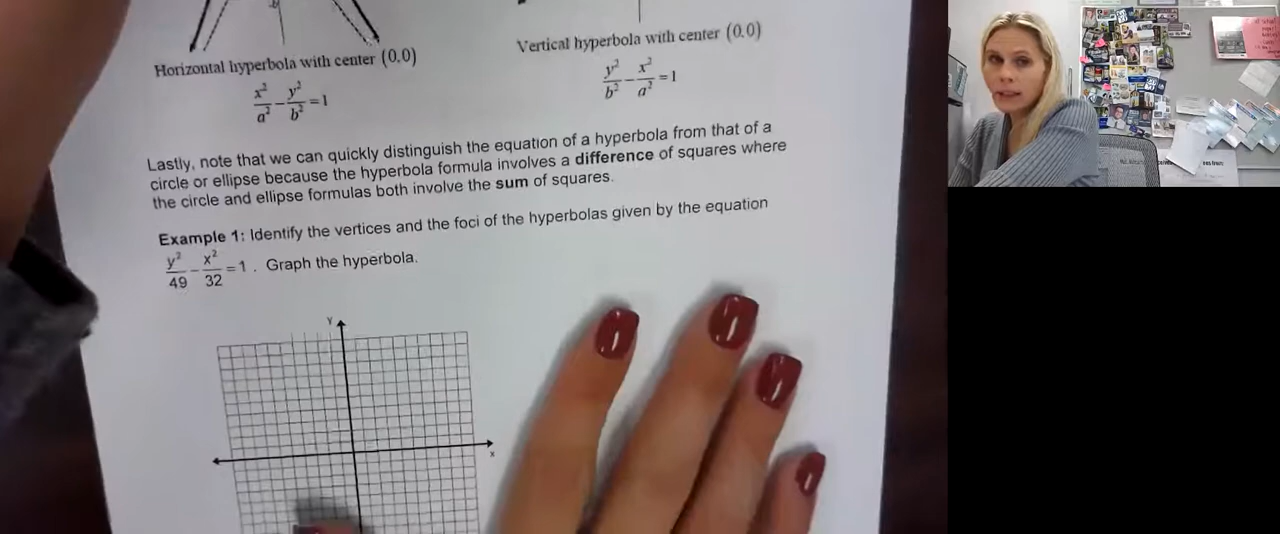 b
Horizontal hyperbola with center (0,0)
x²/a² - y²/b² = 1
Vertical hyperbola with center (0,0)
y²/b² - x²/a² = 1
Lastly, note that we can quickly distinguish the equation of a hyperbola from that of a
circle or ellipse because the hyperbola formula involves a difference of squares where
the circle and ellipse formulas both involve the sum of squares.
Example 1: Identify the vertices and the foci of the hyperbolas given by the equation
y²/49 - x²/32 = 1 . Graph the hyperbola.
Y
x